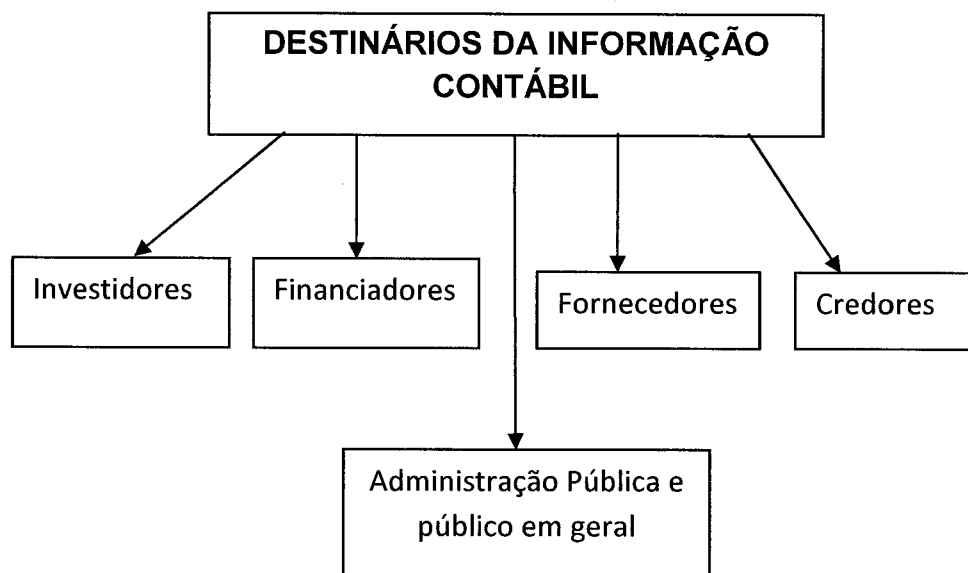 DESTINÁRIOS DA INFORMAÇÃO
CONTÁBIL
Investidores
Financiadores
Fornecedores
Credores
Administração Pública e
público em geral